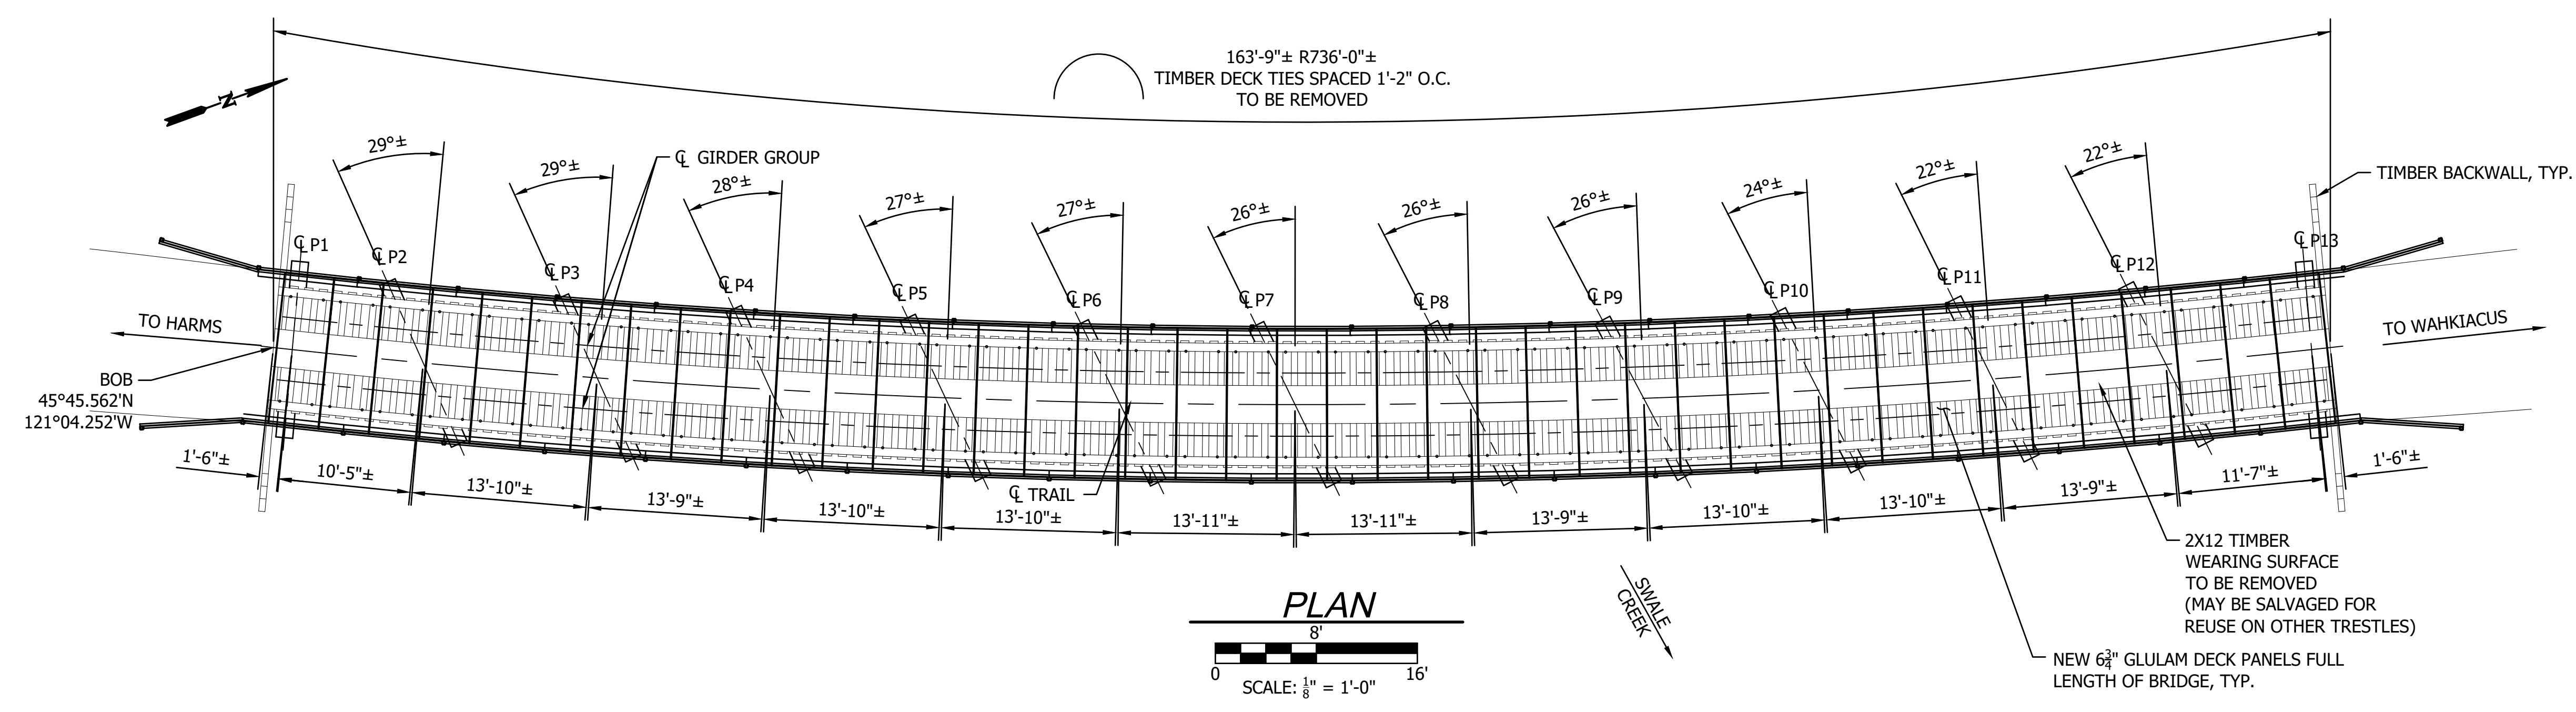 163'-9"± R736'-0"±
TIMBER DECK TIES SPACED 1'-2" O.C.
TO BE REMOVED
N
29°±
29°±
28°±
27°±
27°±
26°±
26°±
26°±
24°±
22°±
22°±
℄ GIRDER GROUP
TIMBER BACKWALL, TYP.
℄ P1
℄ P2
℄ P3
℄ P4
℄ P5
℄ P6
℄ P7
℄ P8
℄ P9
℄ P10
℄ P11
℄ P12
℄ P13
TO HARMS
TO WAHKIACUS
BOB
45°45.562'N
121°04.252'W
1'-6"±
10'-5"±
13'-10"±
13'-9"±
13'-10"±
13'-10"±
13'-11"±
13'-11"±
13'-9"±
13'-10"±
13'-10"±
13'-9"±
11'-7"±
1'-6"±
℄ TRAIL
2X12 TIMBER
WEARING SURFACE
TO BE REMOVED
(MAY BE SALVAGED FOR
REUSE ON OTHER TRESTLES)
SWALE
CREEK
NEW 6¾" GLULAM DECK PANELS FULL
LENGTH OF BRIDGE, TYP.
PLAN
8'
0 16'
SCALE: ⅛" = 1'-0"